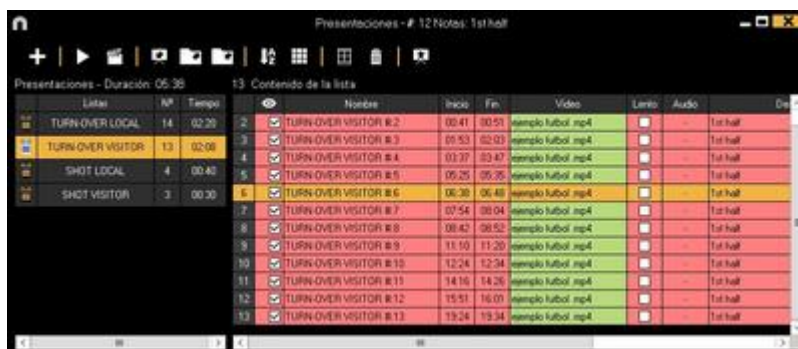 Presentaciones - #: 12 Notas: 1st half
Presentaciones - Duración: 05:38
13 Contenido de la lista
Listas Nº Tiempo
TURN-OVER LOCAL 14 02:20
TURN-OVER VISITOR 13 02:08
SHOT LOCAL 4 00:40
SHOT VISITOR 3 00:30
Nombre Inicio Fin Video Lento Audio De
2 TURN-OVER VISITOR #:2 00:41 00:51 ejemplo futbol .mp4 - 1st half
3 TURN-OVER VISITOR #:3 01:53 02:03 ejemplo futbol .mp4 - 1st half
4 TURN-OVER VISITOR #:4 03:37 03:47 ejemplo futbol .mp4 - 1st half
5 TURN-OVER VISITOR #:5 05:25 05:35 ejemplo futbol .mp4 - 1st half
6 TURN-OVER VISITOR #:6 06:38 06:48 ejemplo futbol .mp4 - 1st half
7 TURN-OVER VISITOR #:7 07:54 08:04 ejemplo futbol .mp4 - 1st half
8 TURN-OVER VISITOR #:8 08:42 08:52 ejemplo futbol .mp4 - 1st half
9 TURN-OVER VISITOR #:9 11:10 11:20 ejemplo futbol .mp4 - 1st half
10 TURN-OVER VISITOR #:10 12:24 12:34 ejemplo futbol .mp4 - 1st half
11 TURN-OVER VISITOR #:11 14:16 14:26 ejemplo futbol .mp4 - 1st half
12 TURN-OVER VISITOR #:12 15:51 16:01 ejemplo futbol .mp4 - 1st half
13 TURN-OVER VISITOR #:13 19:24 19:34 ejemplo futbol .mp4 - 1st half